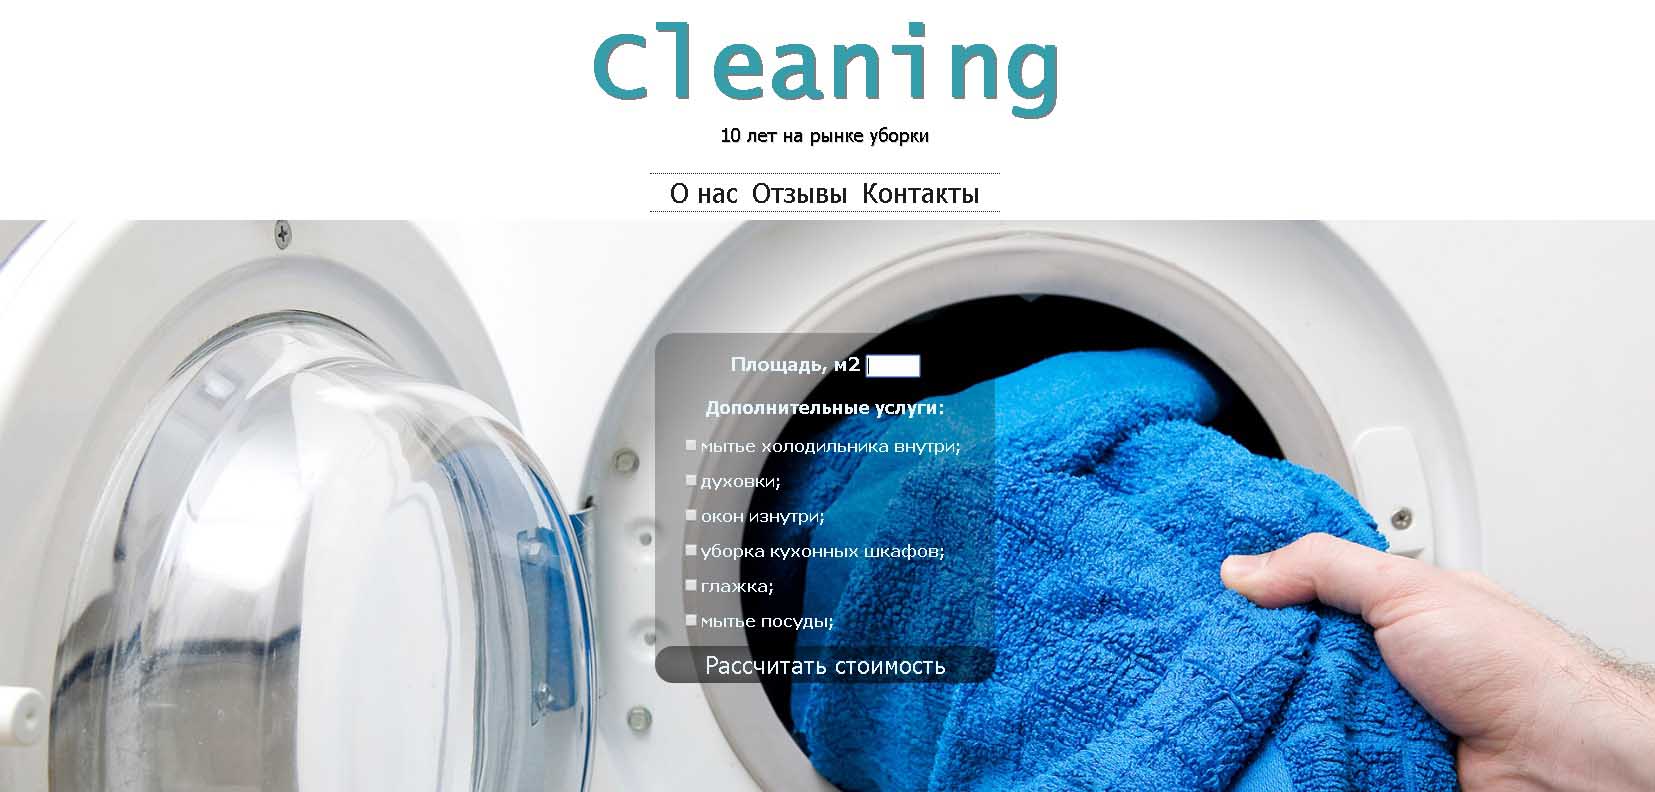 Cleaning
10 лет на рынке уборки
О нас Отзывы Контакты
Площадь, м2
Дополнительные услуги:
мытье холодильника внутри;
духовки;
окон изнутри;
уборка кухонных шкафов;
глажка;
мытье посуды;
Рассчитать стоимость